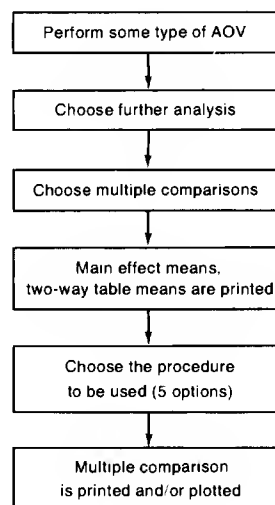 Perform some type of AOV
Choose further analysis
Choose multiple comparisons
Main effect means,
two-way table means are printed
Choose the procedure
to be used (5 options)
Multiple comparison
is printed and/or plotted